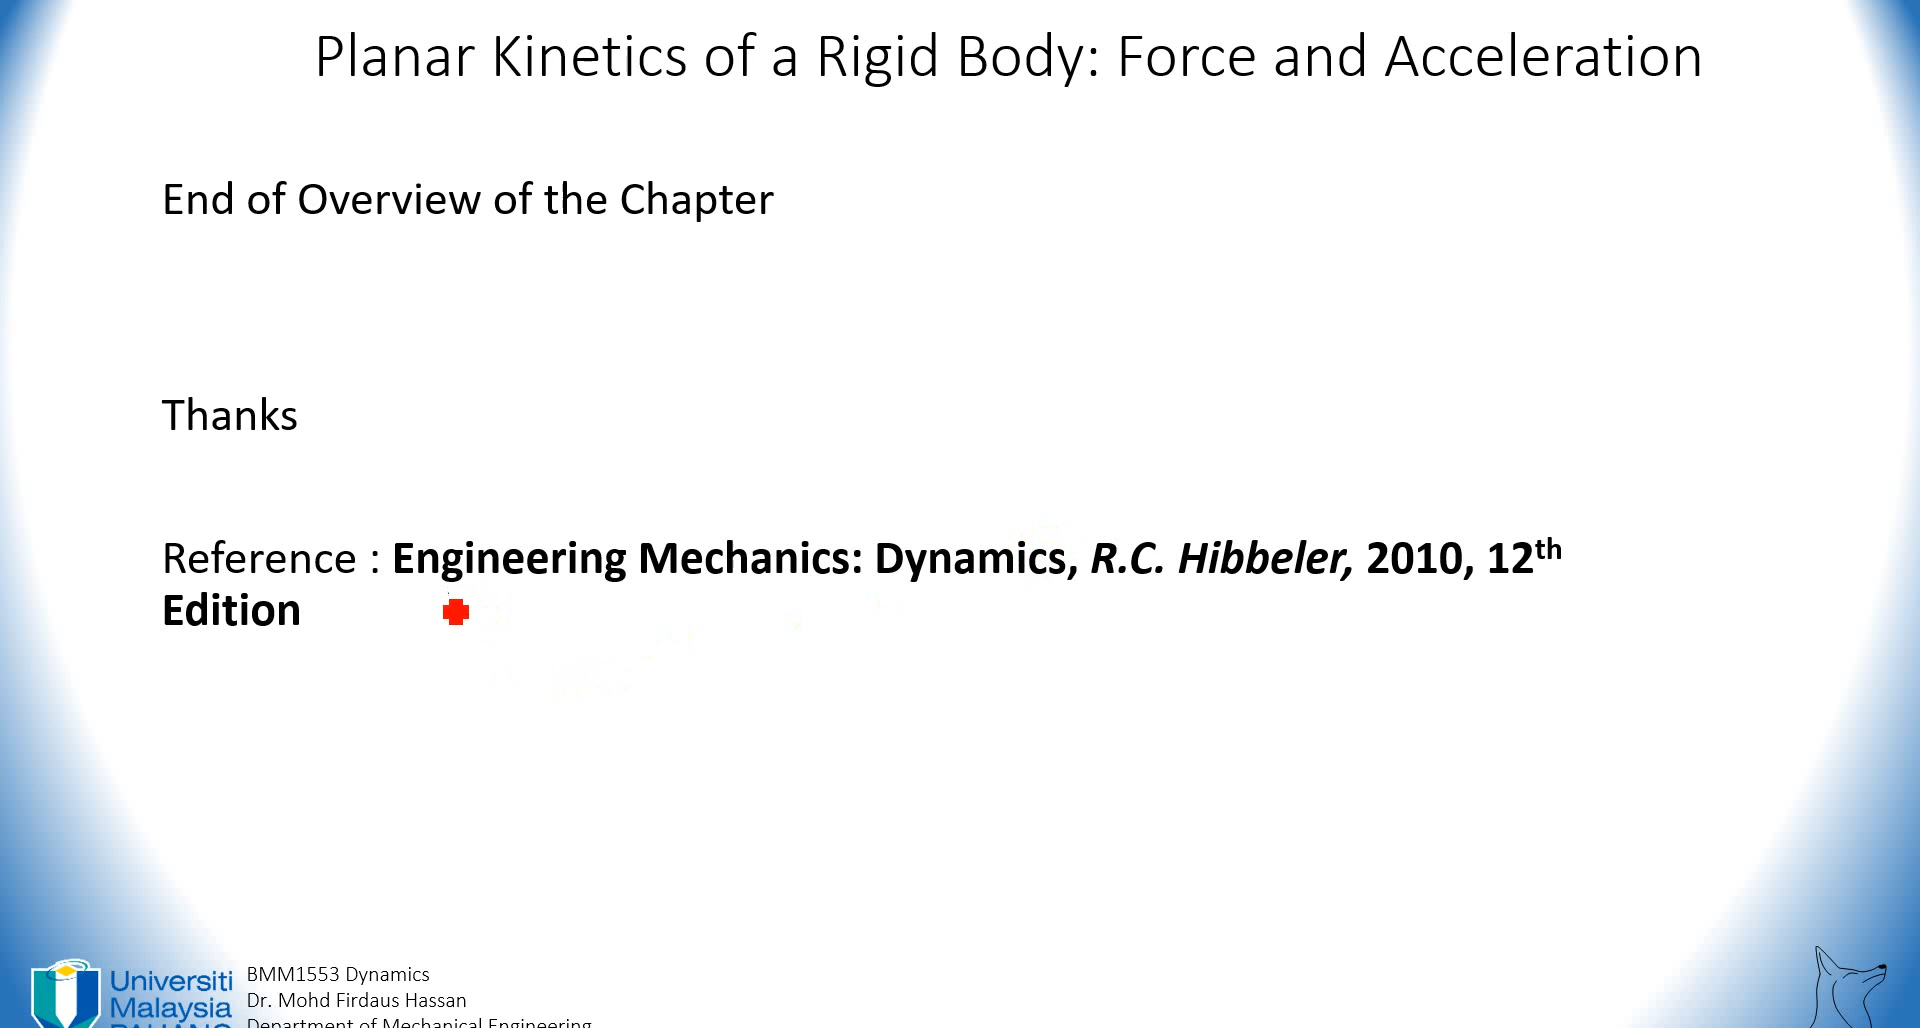 Planar Kinetics of a Rigid Body: Force and Acceleration
End of Overview of the Chapter
Thanks
Reference : Engineering Mechanics: Dynamics, R.C. Hibbeler, 2010, 12th
Edition
Universiti
Malaysia
PAHANG
BMM1553 Dynamics
Dr. Mohd Firdaus Hassan
Department of Mechanical Engineering